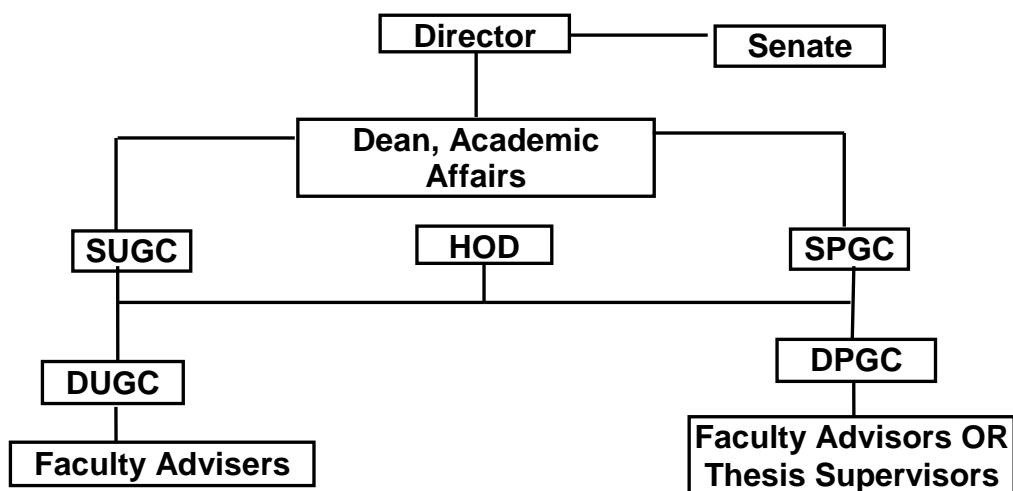 Director
Senate
Dean, Academic
Affairs
SUGC
HOD
SPGC
DUGC
DPGC
Faculty Advisers
Faculty Advisors OR
Thesis Supervisors